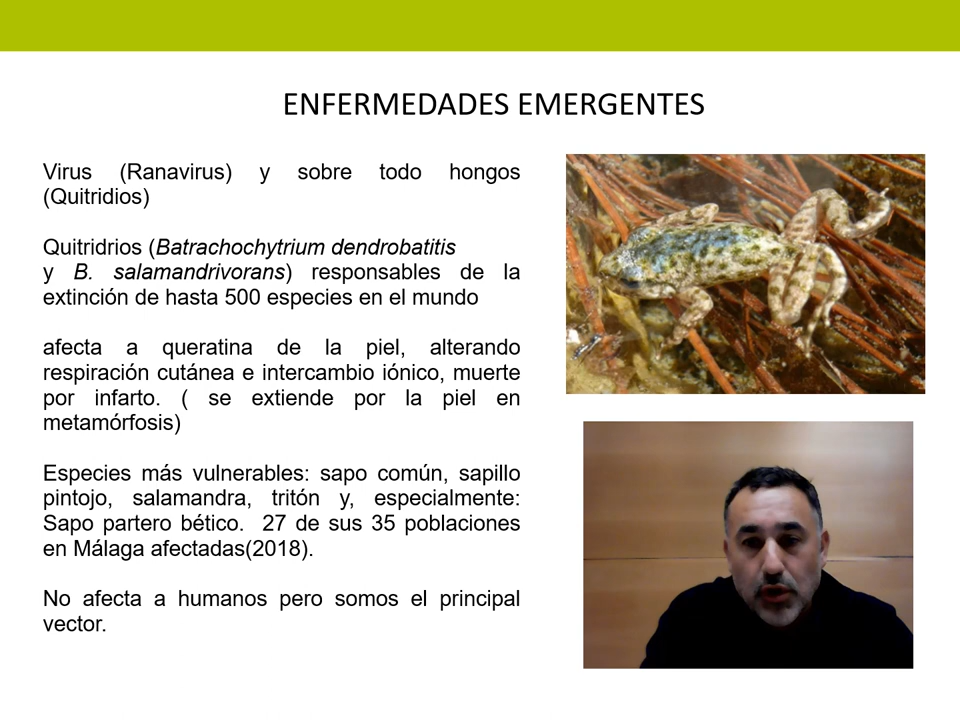 ENFERMEDADES EMERGENTES
Virus (Ranavirus) y sobre todo hongos
(Quitridios)
Quitridrios (Batrachochytrium dendrobatitis
y B. salamandrivorans) responsables de la
extinción de hasta 500 especies en el mundo
afecta a queratina de la piel, alterando
respiración cutánea e intercambio iónico, muerte
por infarto. ( se extiende por la piel en
metamórfosis)
Especies más vulnerables: sapo común, sapillo
pintojo, salamandra, tritón y, especialmente:
Sapo partero bético. 27 de sus 35 poblaciones
en Málaga afectadas(2018).
No afecta a humanos pero somos el principal
vector.